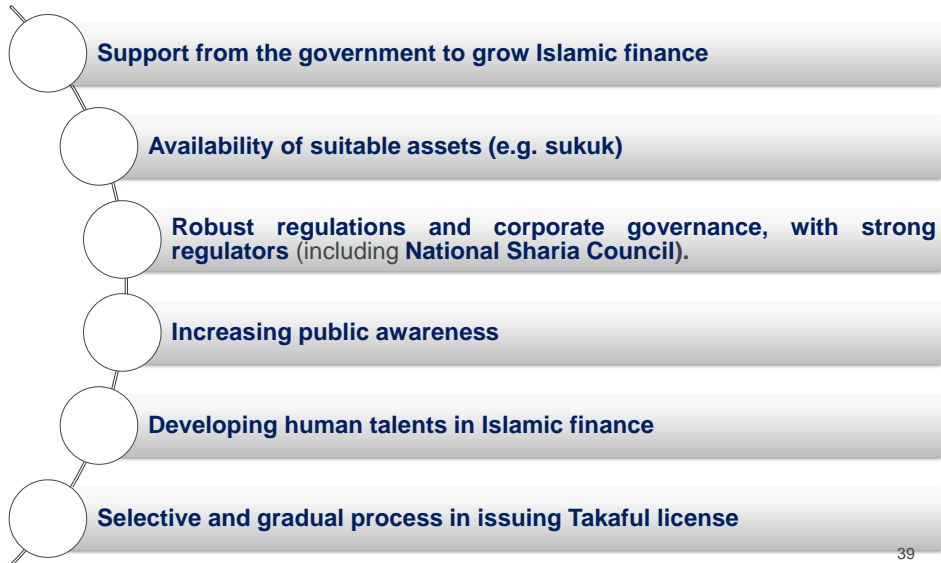 Support from the government to grow Islamic finance
Availability of suitable assets (e.g. sukuk)
Robust regulations and corporate governance, with strong
regulators (including National Sharia Council).
Increasing public awareness
Developing human talents in Islamic finance
Selective and gradual process in issuing Takaful license
39